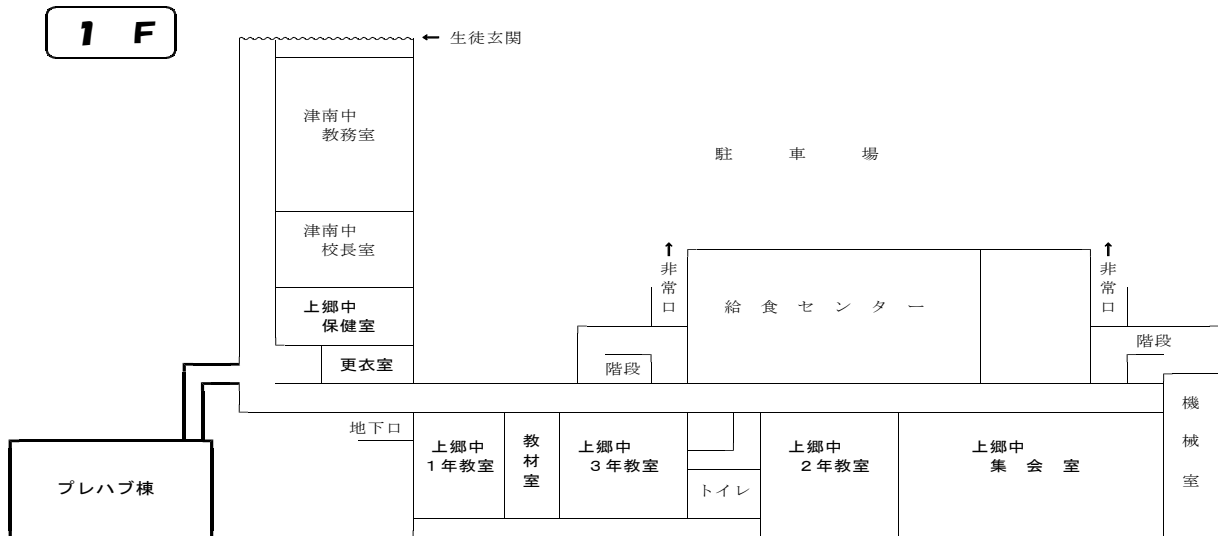 1 F
← 生徒玄関
津南中
教務室
駐 車 場
津南中
校長室
↑
非常口
↑
非常口
上郷中
保健室
給 食 セ ン タ ー
更衣室
階段
階段
地下口
上郷中
1年教室
教材室
上郷中
3年教室
トイレ
上郷中
2年教室
上郷中
集 会 室
機械室
プレハブ棟